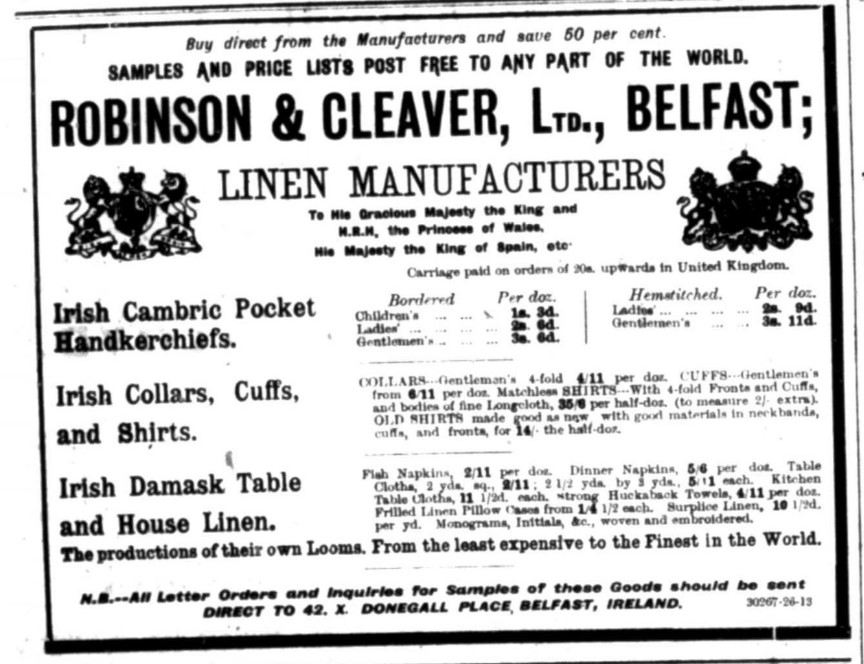 Buy direct from the Manufacturers and save 50 per cent.
SAMPLES AND PRICE LISTS POST FREE TO ANY PART OF THE WORLD.
ROBINSON & CLEAVER, LTD., BELFAST;
LINEN MANUFACTURERS
To His Gracious Majesty the King and
H.R.H, the Princess of Wales,
His Majesty the King of Spain, etc.
Carriage paid on orders of 20s. upwards in United Kingdom.
Irish Cambric Pocket
Handkerchiefs.
Bordered Per doz.
Children's ... ... 1s. 3d.
Ladies' ... ... 2s. 6d.
Gentlemen's ... ... 3s. 6d.
Hemstitched. Per doz.
Ladies' ... ... ... 2s. 9d.
Gentlemen's ... ... 3s. 11d.
Irish Collars, Cuffs,
and Shirts.
COLLARS---Gentleman's 4-fold 4/11 per doz. CUFFS---Gentlemen's
from 6/11 per doz. Matchless SHIRTS---With 4-fold Fronts and Cuffs,
and bodies of fine Longcloth, 35/6 per half-doz. (to measure 2/- extra).
OLD SHIRTS made good as new with good materials in neckbands,
cuffs, and fronts, for 14/- the half-doz.
Irish Damask Table
and House Linen.
Fish Napkins, 2/11 per doz. Dinner Napkins, 5/6 per doz. Table
Cloths, 2 yds. sq., 2/11; 2 1/2 yds. by 3 yds., 5/11 each. Kitchen
Table Cloths, 11 1/2d. each. strong Huckaback Towels, 4/11 per doz.
Frilled Linen Pillow Cases from 1/4 1/2 each. Surplice Linen, 10 1/2d.
per yd. Monograms, Initials, &c., woven and embroidered.
The productions of their own Looms. From the least expensive to the Finest in the World.
N.B.--All Letter Orders and Inquiries for Samples of these Goods should be sent
DIRECT TO 42. X. DONEGALL PLACE, BELFAST, IRELAND.
30267-26-13